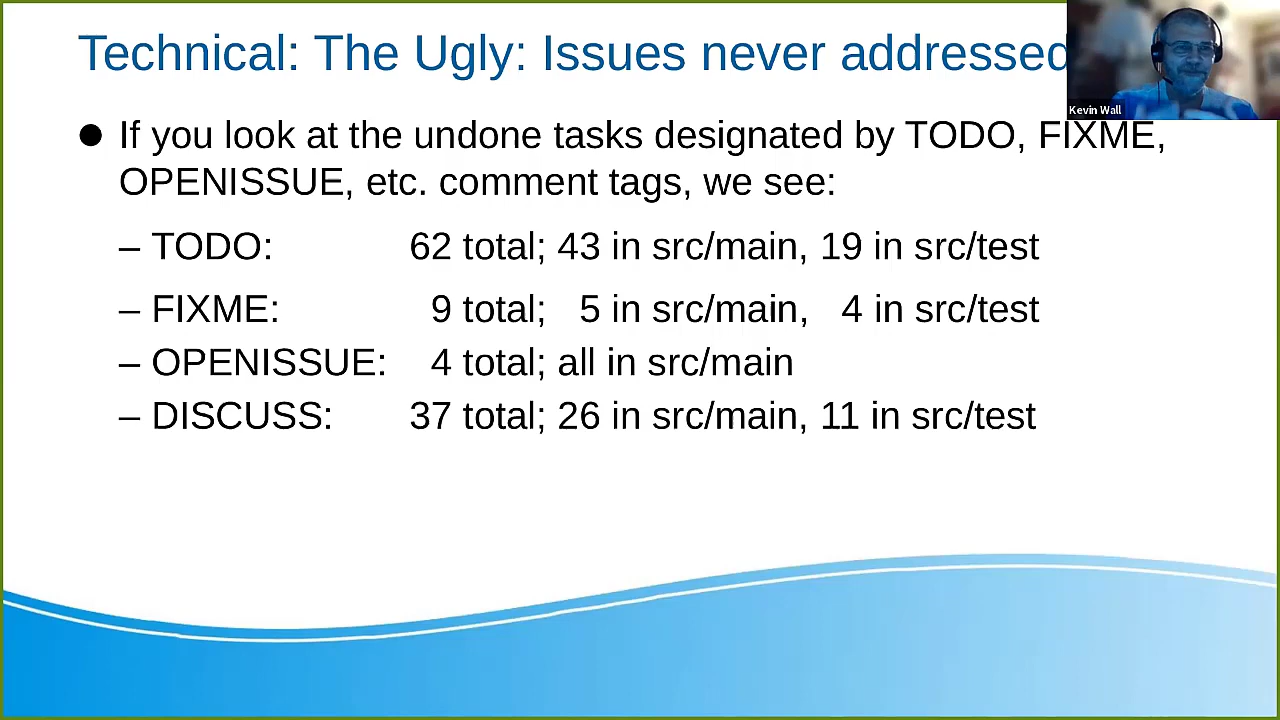 Technical: The Ugly: Issues never addressed
Kevin Wall
● If you look at the undone tasks designated by TODO, FIXME,
OPENISSUE, etc. comment tags, we see:
– TODO: 62 total; 43 in src/main, 19 in src/test
– FIXME: 9 total; 5 in src/main, 4 in src/test
– OPENISSUE: 4 total; all in src/main
– DISCUSS: 37 total; 26 in src/main, 11 in src/test